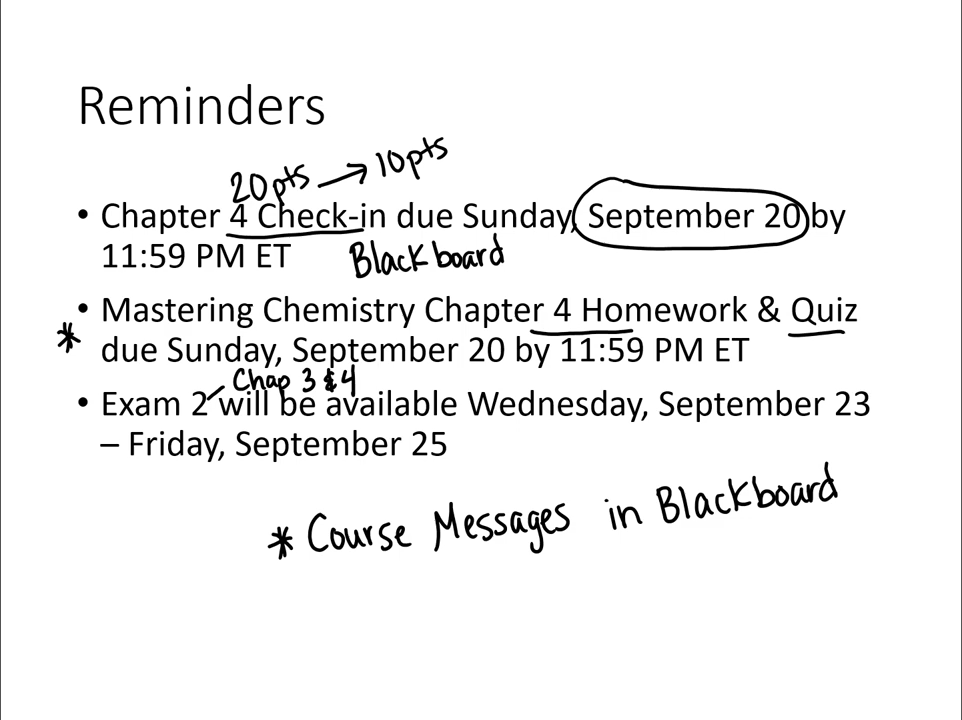 Reminders
20pts → 10pts
• Chapter 4 Check-in due Sunday, September 20 by
11:59 PM ET Blackboard
• Mastering Chemistry Chapter 4 Homework & Quiz
* due Sunday, September 20 by 11:59 PM ET
Chap 3 & 4
• Exam 2 will be available Wednesday, September 23
– Friday, September 25
* Course Messages in Blackboard